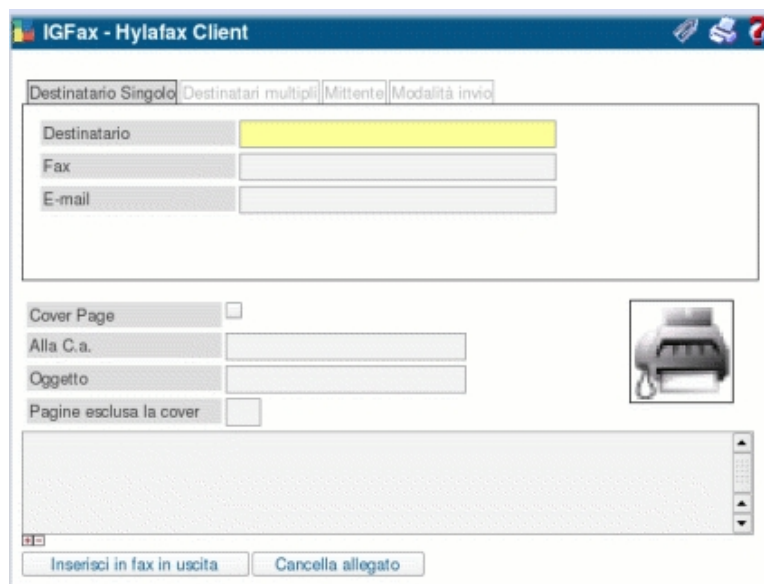 IGFax - Hylafax Client
Destinatario Singolo Destinatari multipli Mittente Modalità invio
Destinatario
Fax
E-mail
Cover Page
Alla C.a.
Oggetto
Pagine esclusa la cover
Inserisci in fax in uscita Cancella allegato